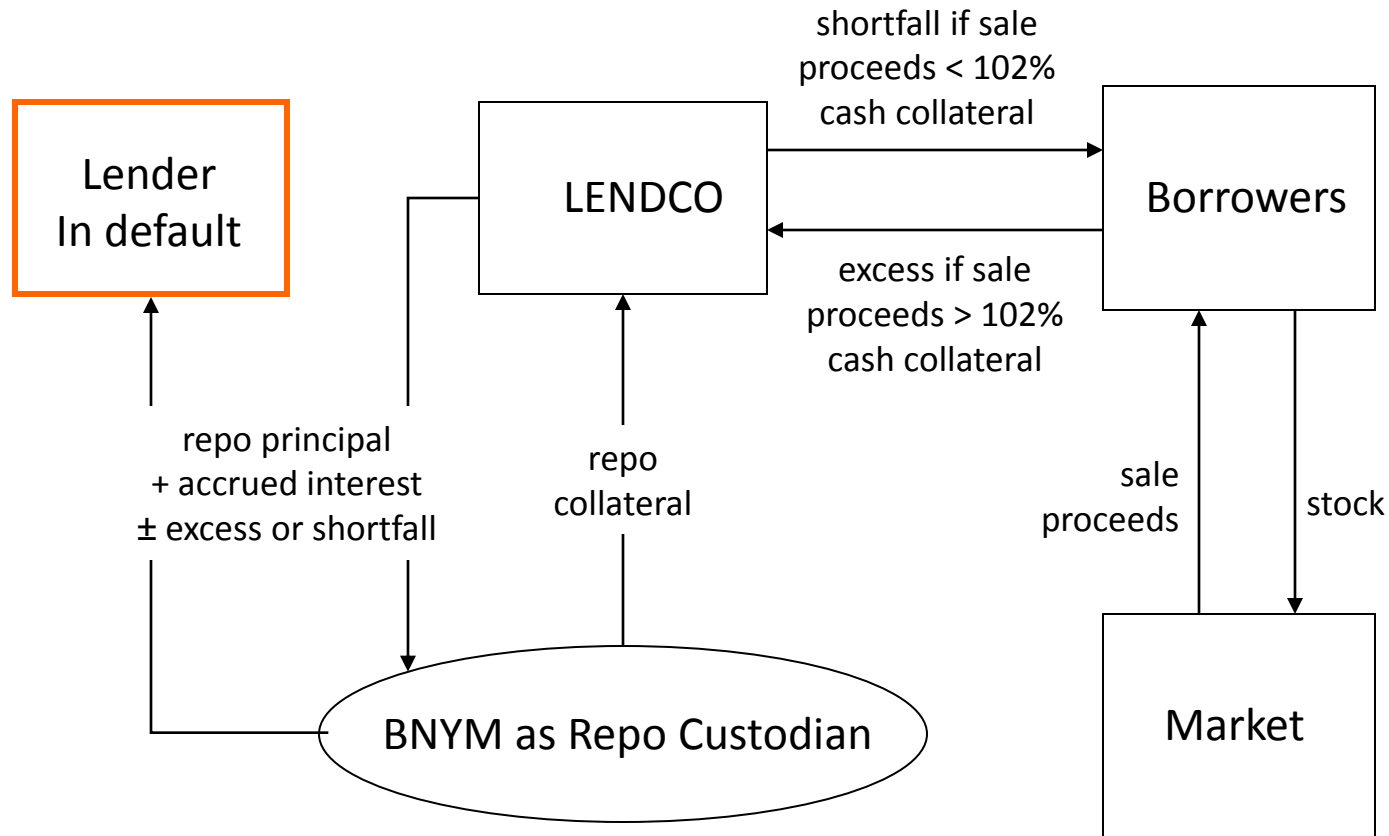 shortfall if sale
proceeds < 102%
cash collateral
Lender
In default
LENDCO
Borrowers
excess if sale
proceeds > 102%
cash collateral
repo principal
+ accrued interest
± excess or shortfall
repo
collateral
sale
proceeds
stock
BNYM as Repo Custodian
Market